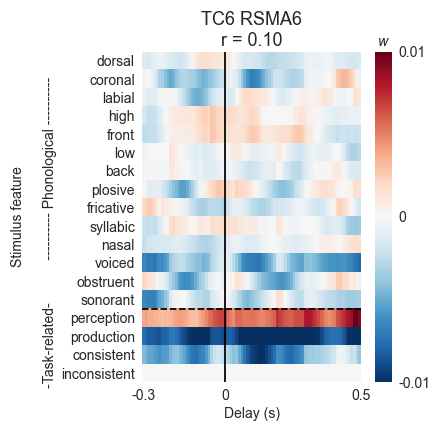 TC6 RSMA6
r = 0.10
w
dorsal
coronal
labial
high
front
low
back
plosive
fricative
syllabic
nasal
voiced
obstruent
sonorant
perception
production
consistent
inconsistent
Stimulus feature
-Task-related- ---------- Phonological ----------
-0.3 0 0.5
Delay (s)
0.01
0
-0.01